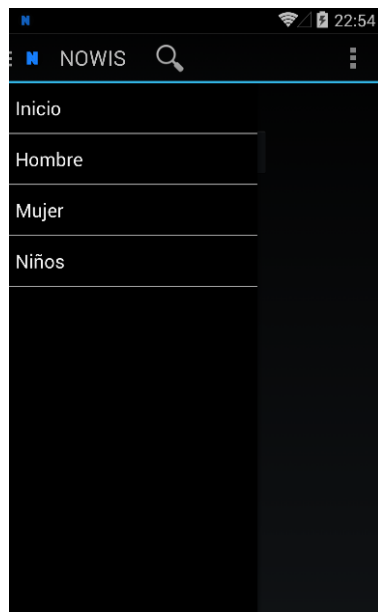 N 22:54
N NOWIS
Inicio
Hombre
Mujer
Niños